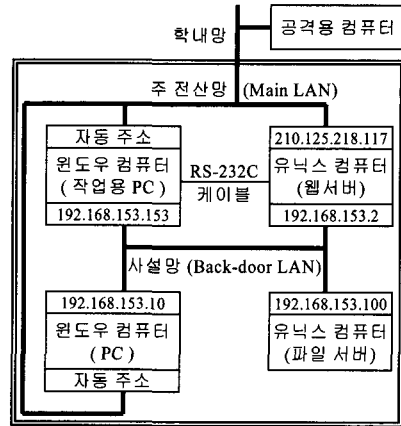 학내망
공격용 컴퓨터
주 전산망 (Main LAN)
자동 주소
윈도우 컴퓨터
( 작업용 PC )
192.168.153.153
RS-232C
케이블
210.125.218.117
유닉스 컴퓨터
(웹서버)
192.168.153.2
사설망 (Back-door LAN)
192.168.153.10
윈도우 컴퓨터
( PC )
자동 주소
192.168.153.100
유닉스 컴퓨터
(파일 서버)